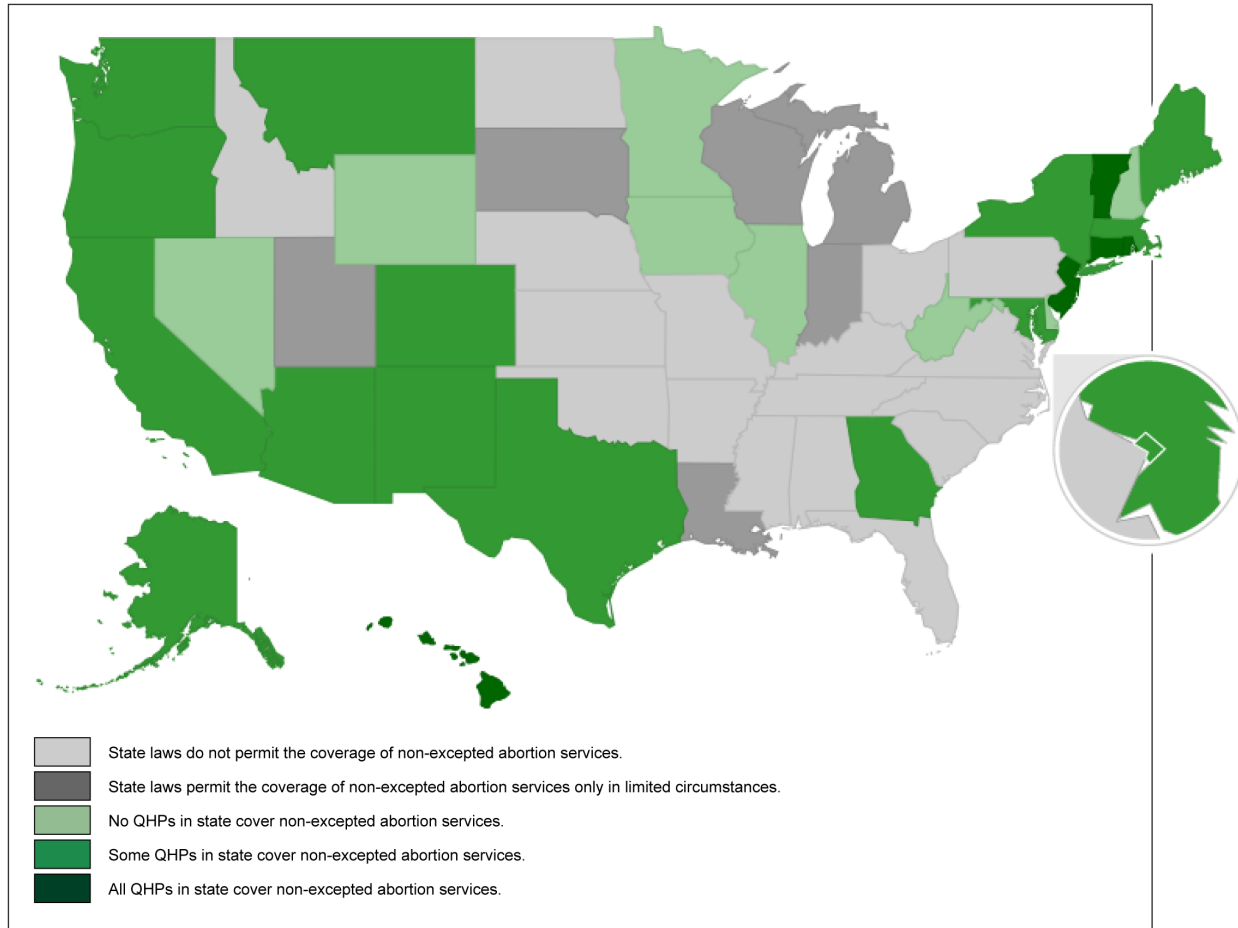 State laws do not permit the coverage of non-excepted abortion services.
State laws permit the coverage of non-excepted abortion services only in limited circumstances.
No QHPs in state cover non-excepted abortion services.
Some QHPs in state cover non-excepted abortion services.
All QHPs in state cover non-excepted abortion services.